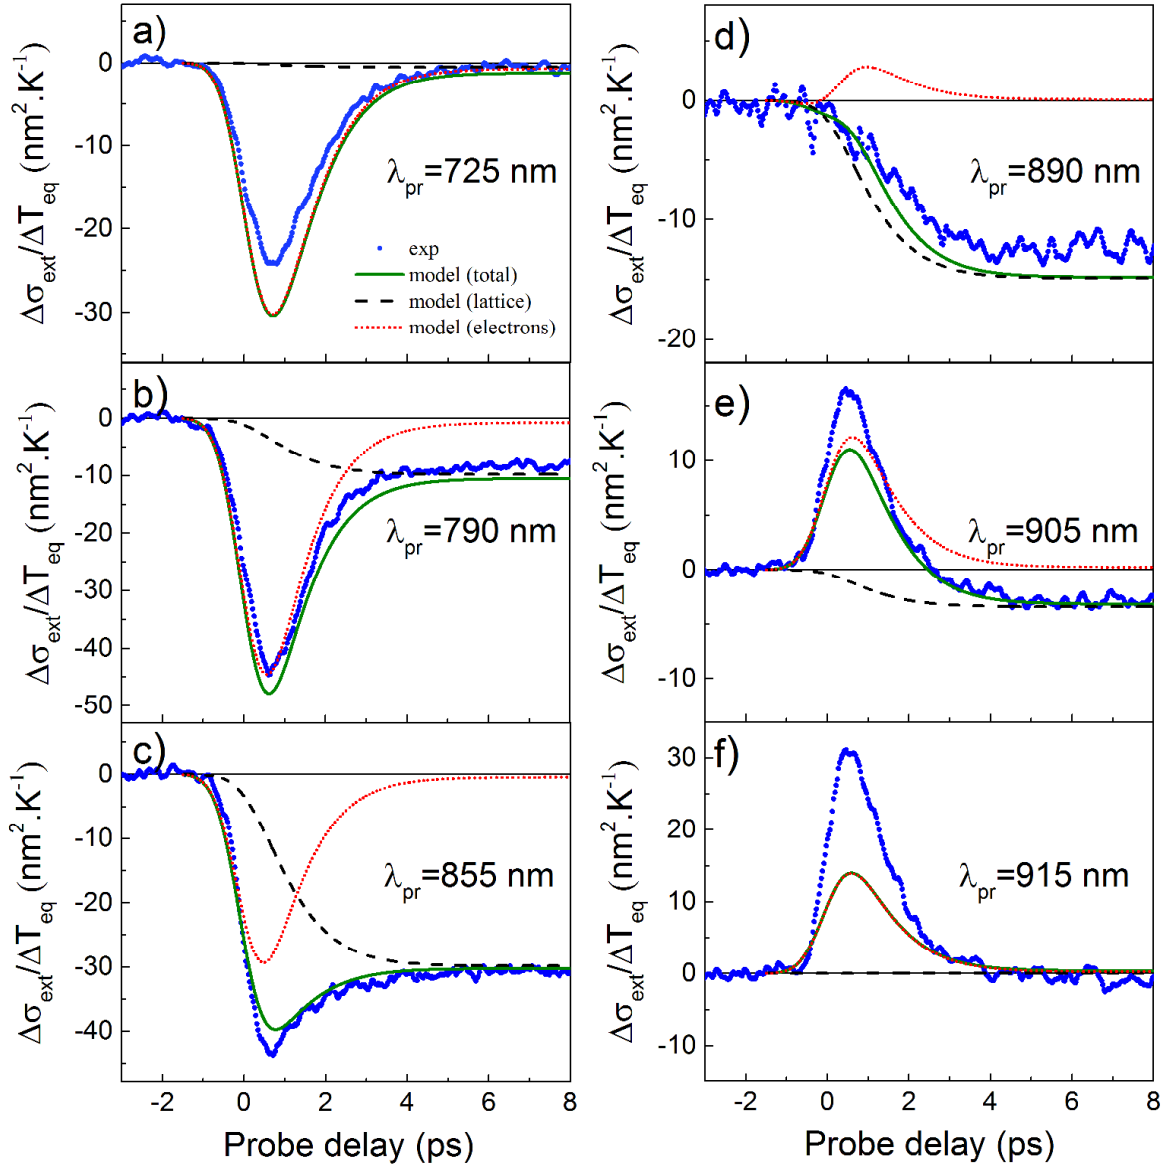 a)
Δσext/ΔTeq (nm².K⁻¹)
0
-10
-20
-30
λpr=725 nm
exp
model (total)
model (lattice)
model (electrons)
b)
Δσext/ΔTeq (nm².K⁻¹)
0
-10
-20
-30
-40
-50
λpr=790 nm
c)
Δσext/ΔTeq (nm².K⁻¹)
0
-10
-20
-30
-40
λpr=855 nm
-2 0 2 4 6 8
Probe delay (ps)
d)
Δσext/ΔTeq (nm².K⁻¹)
0
-10
-20
λpr=890 nm
e)
Δσext/ΔTeq (nm².K⁻¹)
10
0
-10
λpr=905 nm
f)
Δσext/ΔTeq (nm².K⁻¹)
30
20
10
0
-10
λpr=915 nm
-2 0 2 4 6 8
Probe delay (ps)